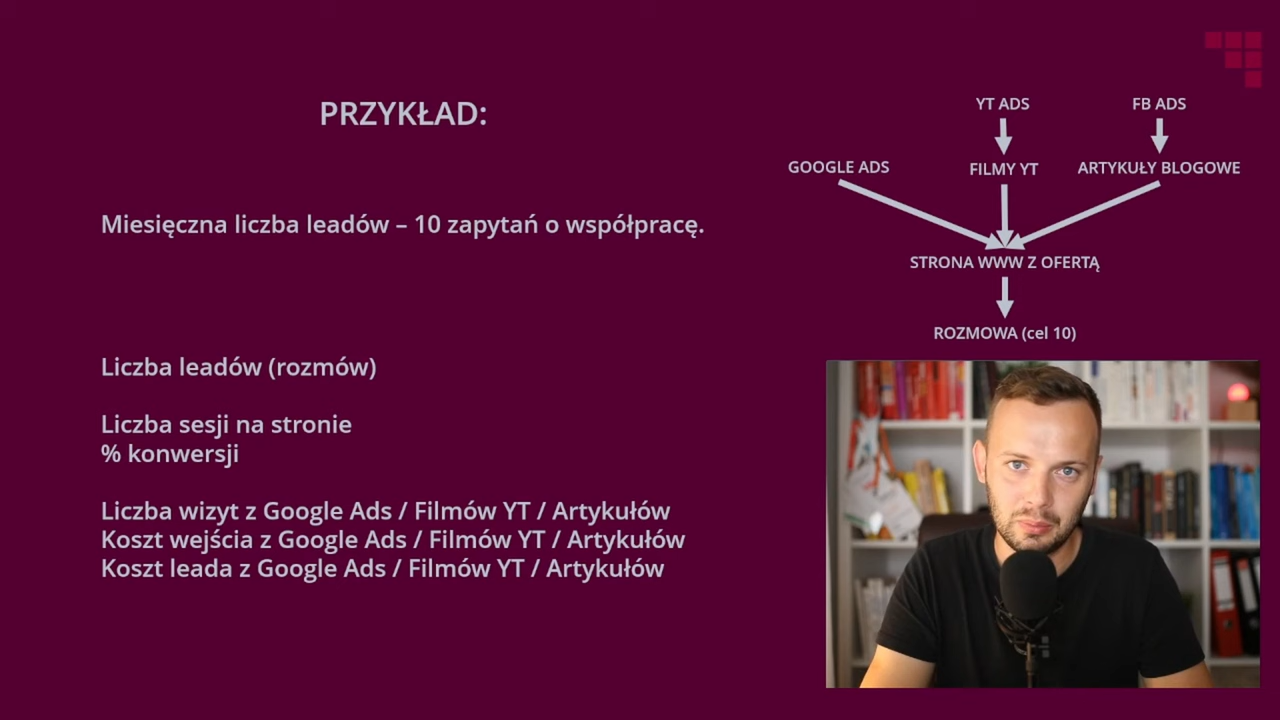 PRZYKŁAD:
Miesięczna liczba leadów – 10 zapytań o współpracę.
Liczba leadów (rozmów)
Liczba sesji na stronie
% konwersji
Liczba wizyt z Google Ads / Filmów YT / Artykułów
Koszt wejścia z Google Ads / Filmów YT / Artykułów
Koszt leada z Google Ads / Filmów YT / Artykułów
YT ADS
FB ADS
GOOGLE ADS
FILMY YT
ARTYKUŁY BLOGOWE
STRONA WWW Z OFERTĄ
ROZMOWA (cel 10)